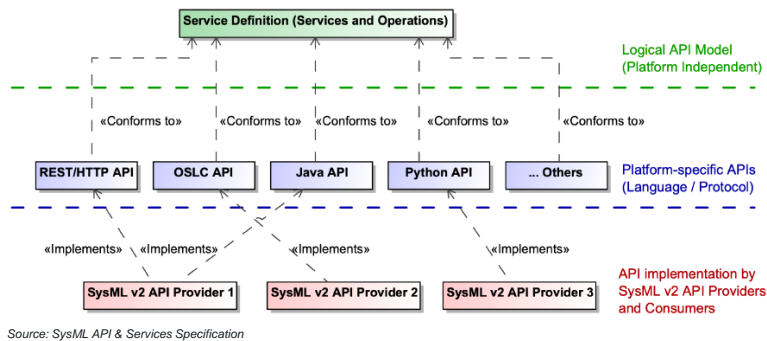 Service Definition (Services and Operations)
Logical API Model
(Platform Independent)
«Conforms to» «Conforms to» «Conforms to» «Conforms to» «Conforms to»
REST/HTTP API OSLC API Java API Python API ... Others
Platform-specific APIs
(Language / Protocol)
«Implements» «Implements» «Implements» «Implements»
SysML v2 API Provider 1 SysML v2 API Provider 2 SysML v2 API Provider 3
API implementation by
SysML v2 API Providers
and Consumers
Source: SysML API & Services Specification